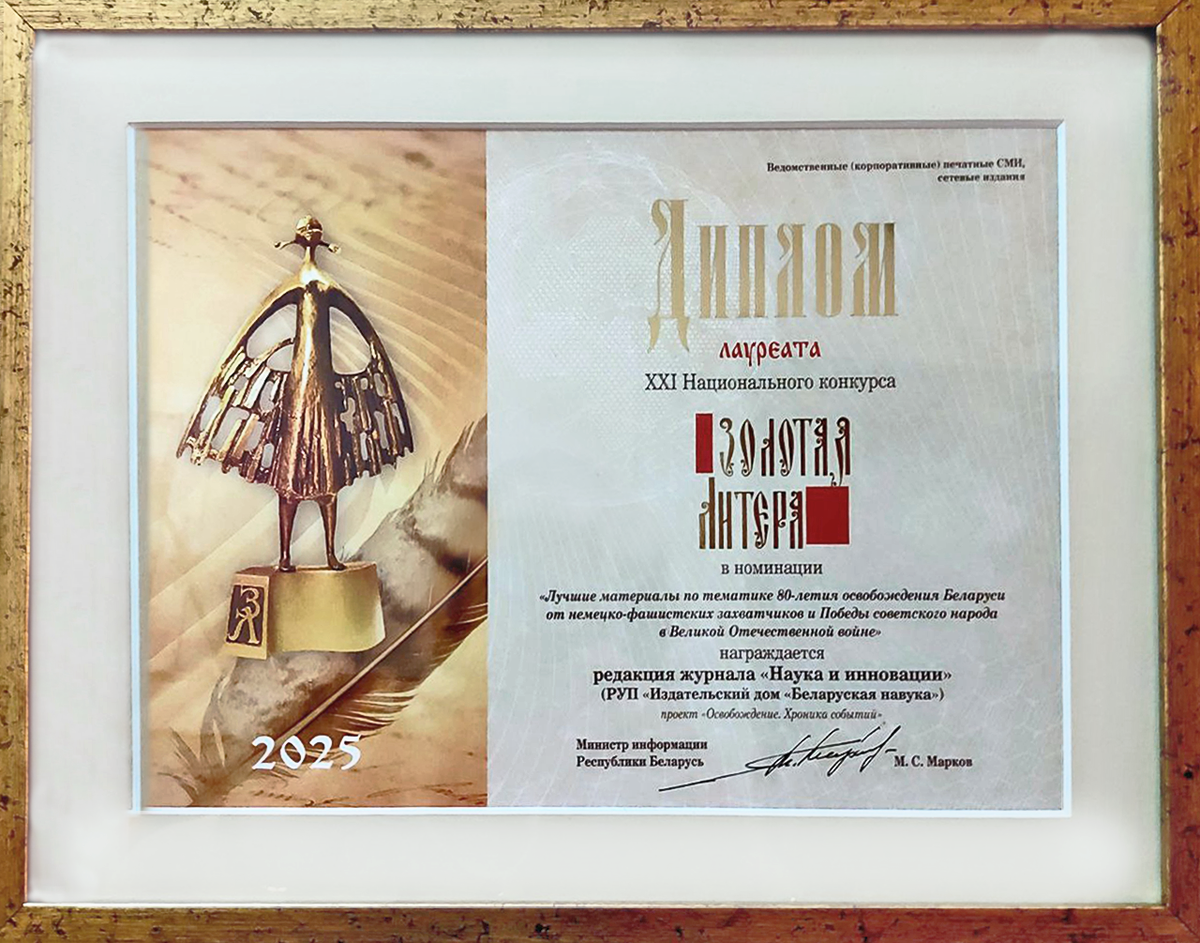 Ведомственные (корпоративные) печатные СМИ,
сетевые издания
Диплом
лауреата
XXI Национального конкурса
ЗОЛОТАЯ
ЛИТЕРА
в номинации
«Лучшие материалы по тематике 80-летия освобождения Беларуси
от немецко-фашистских захватчиков и Победы советского народа
в Великой Отечественной войне»
награждается
редакция журнала «Наука и инновации»
(РУП «Издательский дом «Беларуская навука»)
проект «Освобождение. Хроника событий»
Министр информации
Республики Беларусь
М. С. Марков
ЗЛ
2025